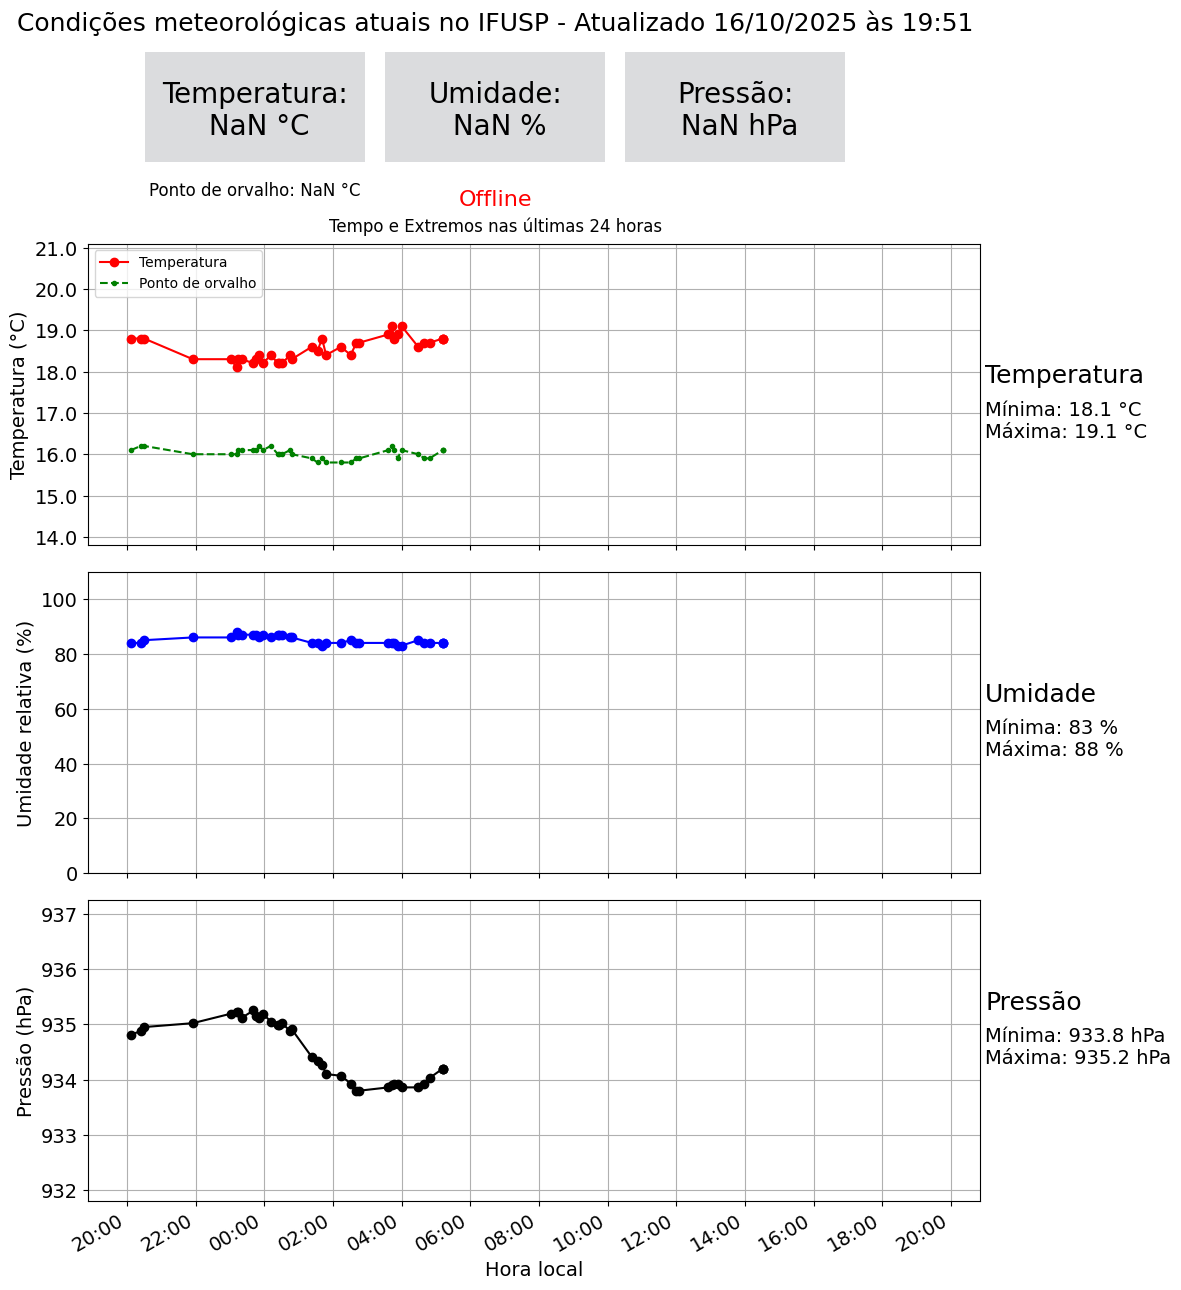 Condições meteorológicas atuais no IFUSP - Atualizado 16/10/2025 às 19:51
Temperatura:
NaN °C
Umidade:
NaN %
Pressão:
NaN hPa
Ponto de orvalho: NaN °C
Offline
Tempo e Extremos nas últimas 24 horas
Temperatura
Ponto de orvalho
Temperatura (°C)
21.0
20.0
19.0
18.0
17.0
16.0
15.0
14.0
Temperatura
Mínima: 18.1 °C
Máxima: 19.1 °C
Umidade relativa (%)
100
80
60
40
20
0
Umidade
Mínima: 83 %
Máxima: 88 %
Pressão (hPa)
937
936
935
934
933
932
Pressão
Mínima: 933.8 hPa
Máxima: 935.2 hPa
20:00
22:00
00:00
02:00
04:00
06:00
08:00
10:00
12:00
14:00
16:00
18:00
20:00
Hora local